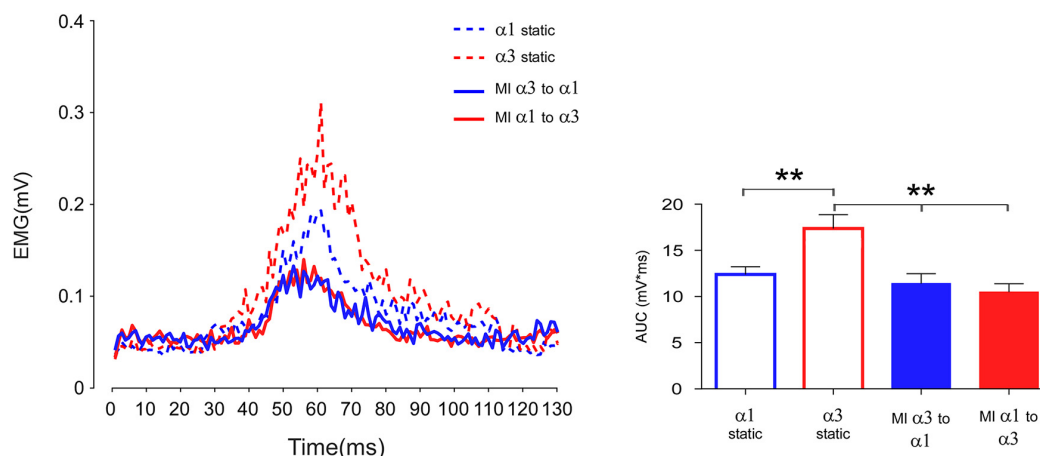 0.4
0.3
0.2
0.1
0
EMG(mV)
α1 static
α3 static
MI α3 to α1
MI α1 to α3
0 10 20 30 40 50 60 70 80 90 100 110 120 130
Time(ms)
** **
20
15
10
5
0
AUC (mV*ms)
α1 α3 MI α3 to MI α1 to
static static α1 α3